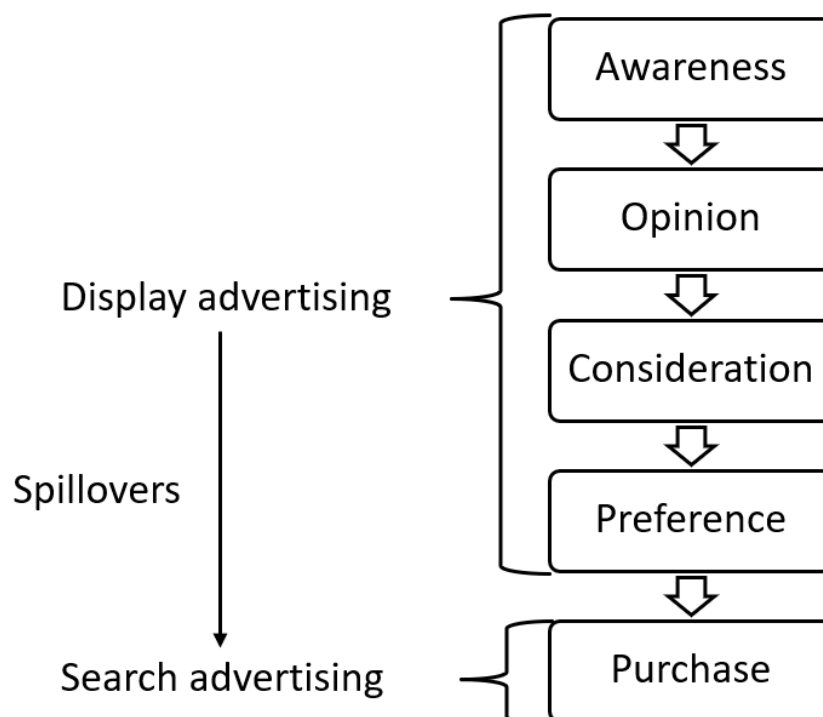 Awareness
Opinion
Display advertising
Consideration
Spillovers
Preference
Search advertising
Purchase